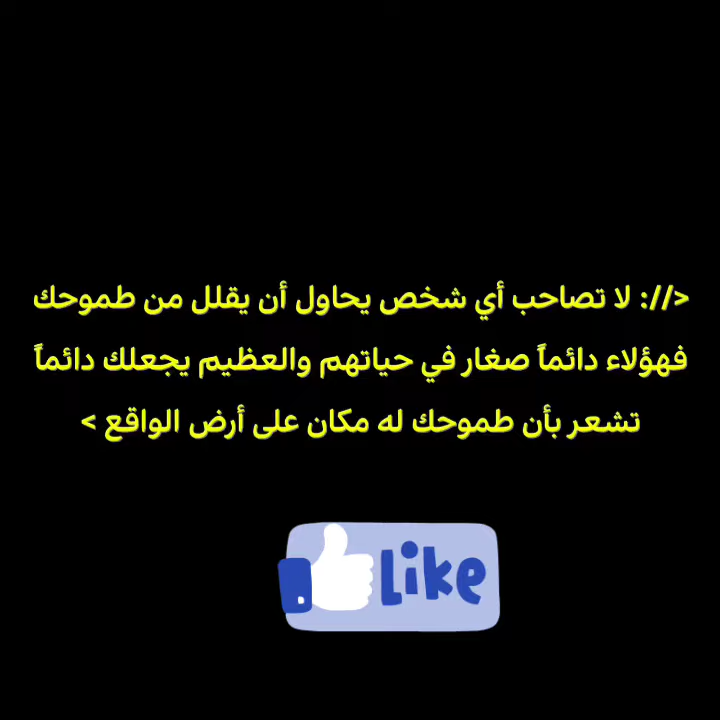 <//: لا تصاحب أي شخص يحاول أن يقلل من طموحك
فهؤلاء دائماً صغار في حياتهم والعظيم يجعلك دائماً
تشعر بأن طموحك له مكان على أرض الواقع >
Like